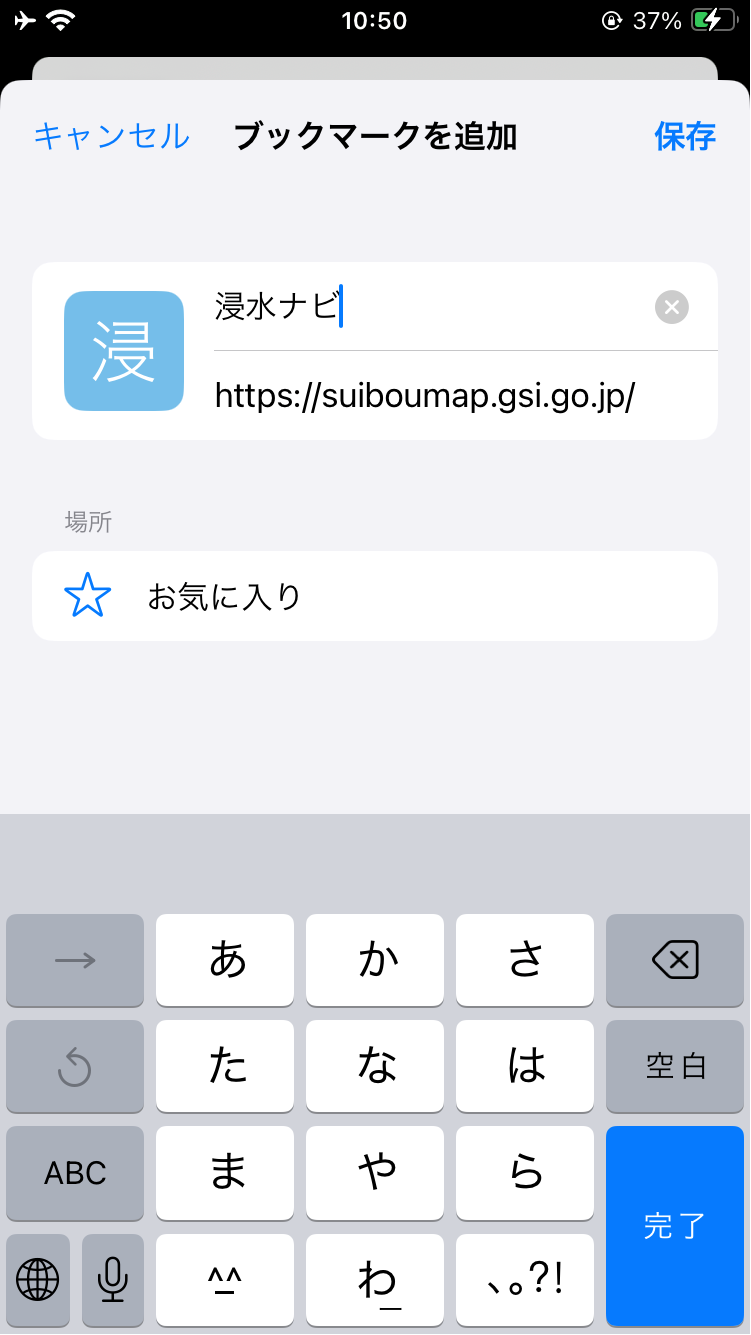 10:50 37%
キャンセル ブックマークを追加 保存
浸 浸水ナビ
https://suiboumap.gsi.go.jp/
場所
お気に入り
→ あ か さ
た な は 空白
ABC ま や ら
^^ わ 、。?! 完了